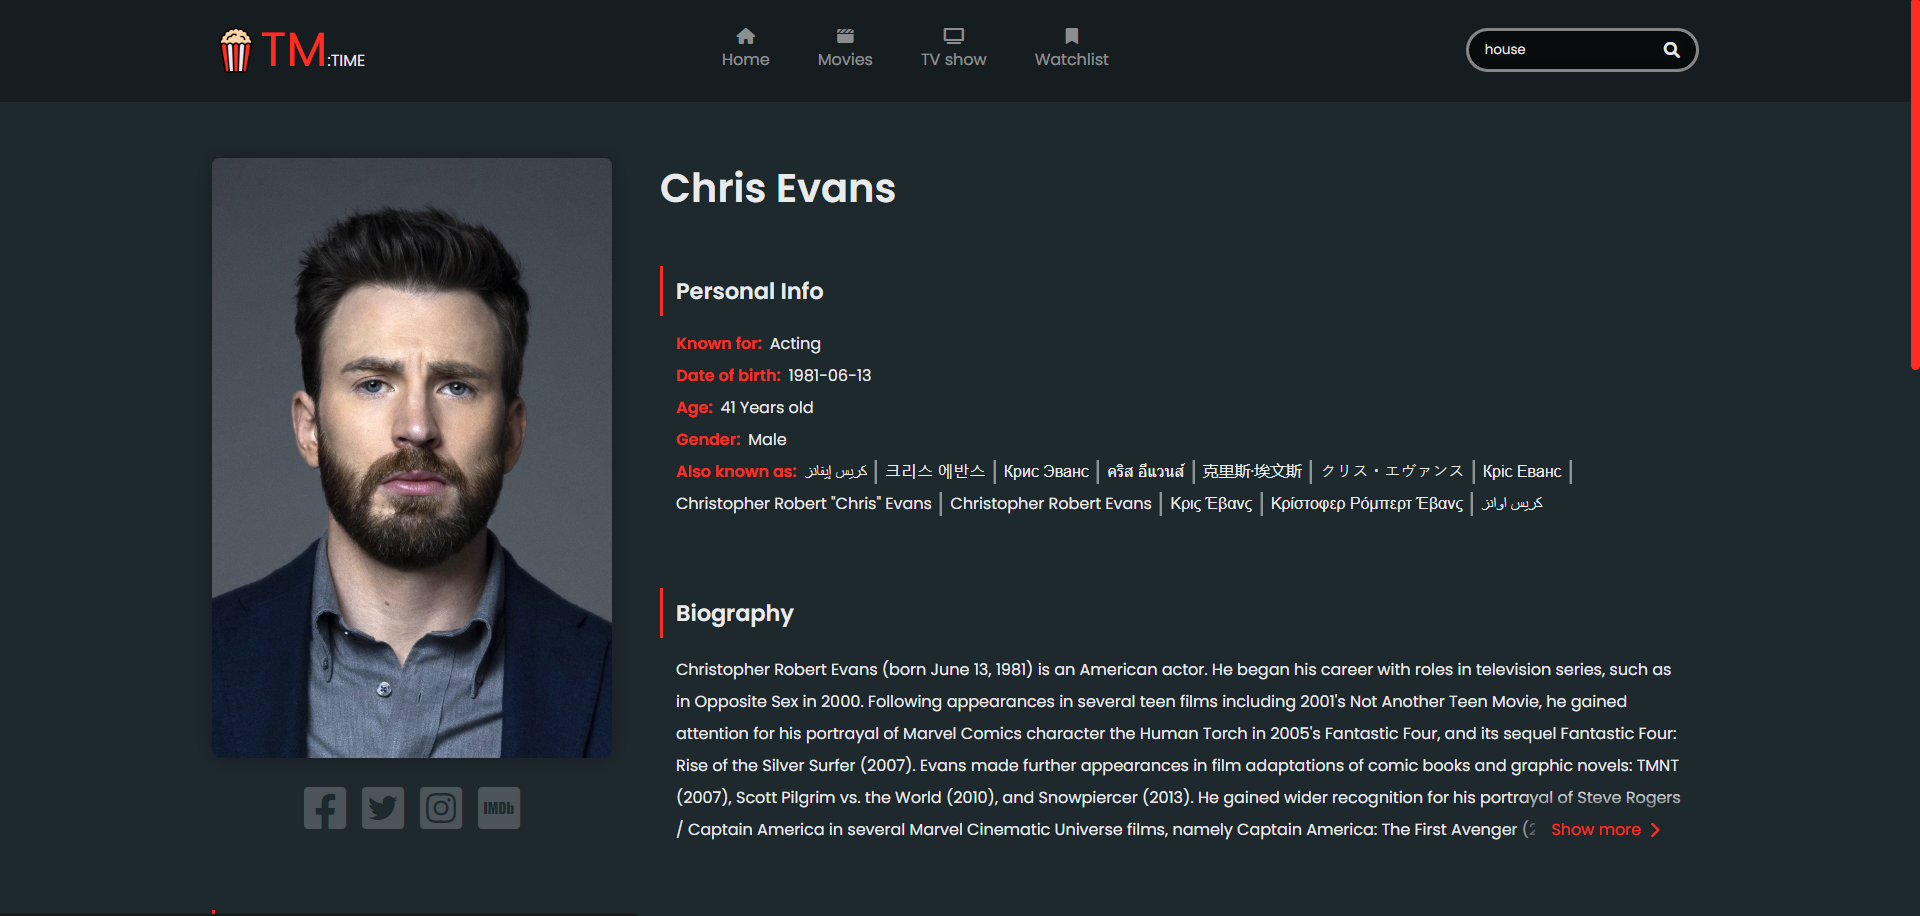 TM:TIME
Home
Movies
TV show
Watchlist
house
Chris Evans
Personal Info
Known for: Acting
Date of birth: 1981-06-13
Age: 41 Years old
Gender: Male
Also known as: كريس إيفانز | 크리스 에반스 | Крис Эванс | คริส อีแวนส์ | 克里斯·埃文斯 | クリス・エヴァンス | Кріс Еванс |
Christopher Robert "Chris" Evans | Christopher Robert Evans | Κρις Έβανς | Κρίστοφερ Ρόμπερτ Έβανς | کریس اوانز
Biography
Christopher Robert Evans (born June 13, 1981) is an American actor. He began his career with roles in television series, such as
in Opposite Sex in 2000. Following appearances in several teen films including 2001's Not Another Teen Movie, he gained
attention for his portrayal of Marvel Comics character the Human Torch in 2005's Fantastic Four, and its sequel Fantastic Four:
Rise of the Silver Surfer (2007). Evans made further appearances in film adaptations of comic books and graphic novels: TMNT
(2007), Scott Pilgrim vs. the World (2010), and Snowpiercer (2013). He gained wider recognition for his portrayal of Steve Rogers
/ Captain America in several Marvel Cinematic Universe films, namely Captain America: The First Avenger (2 Show more
IMDb